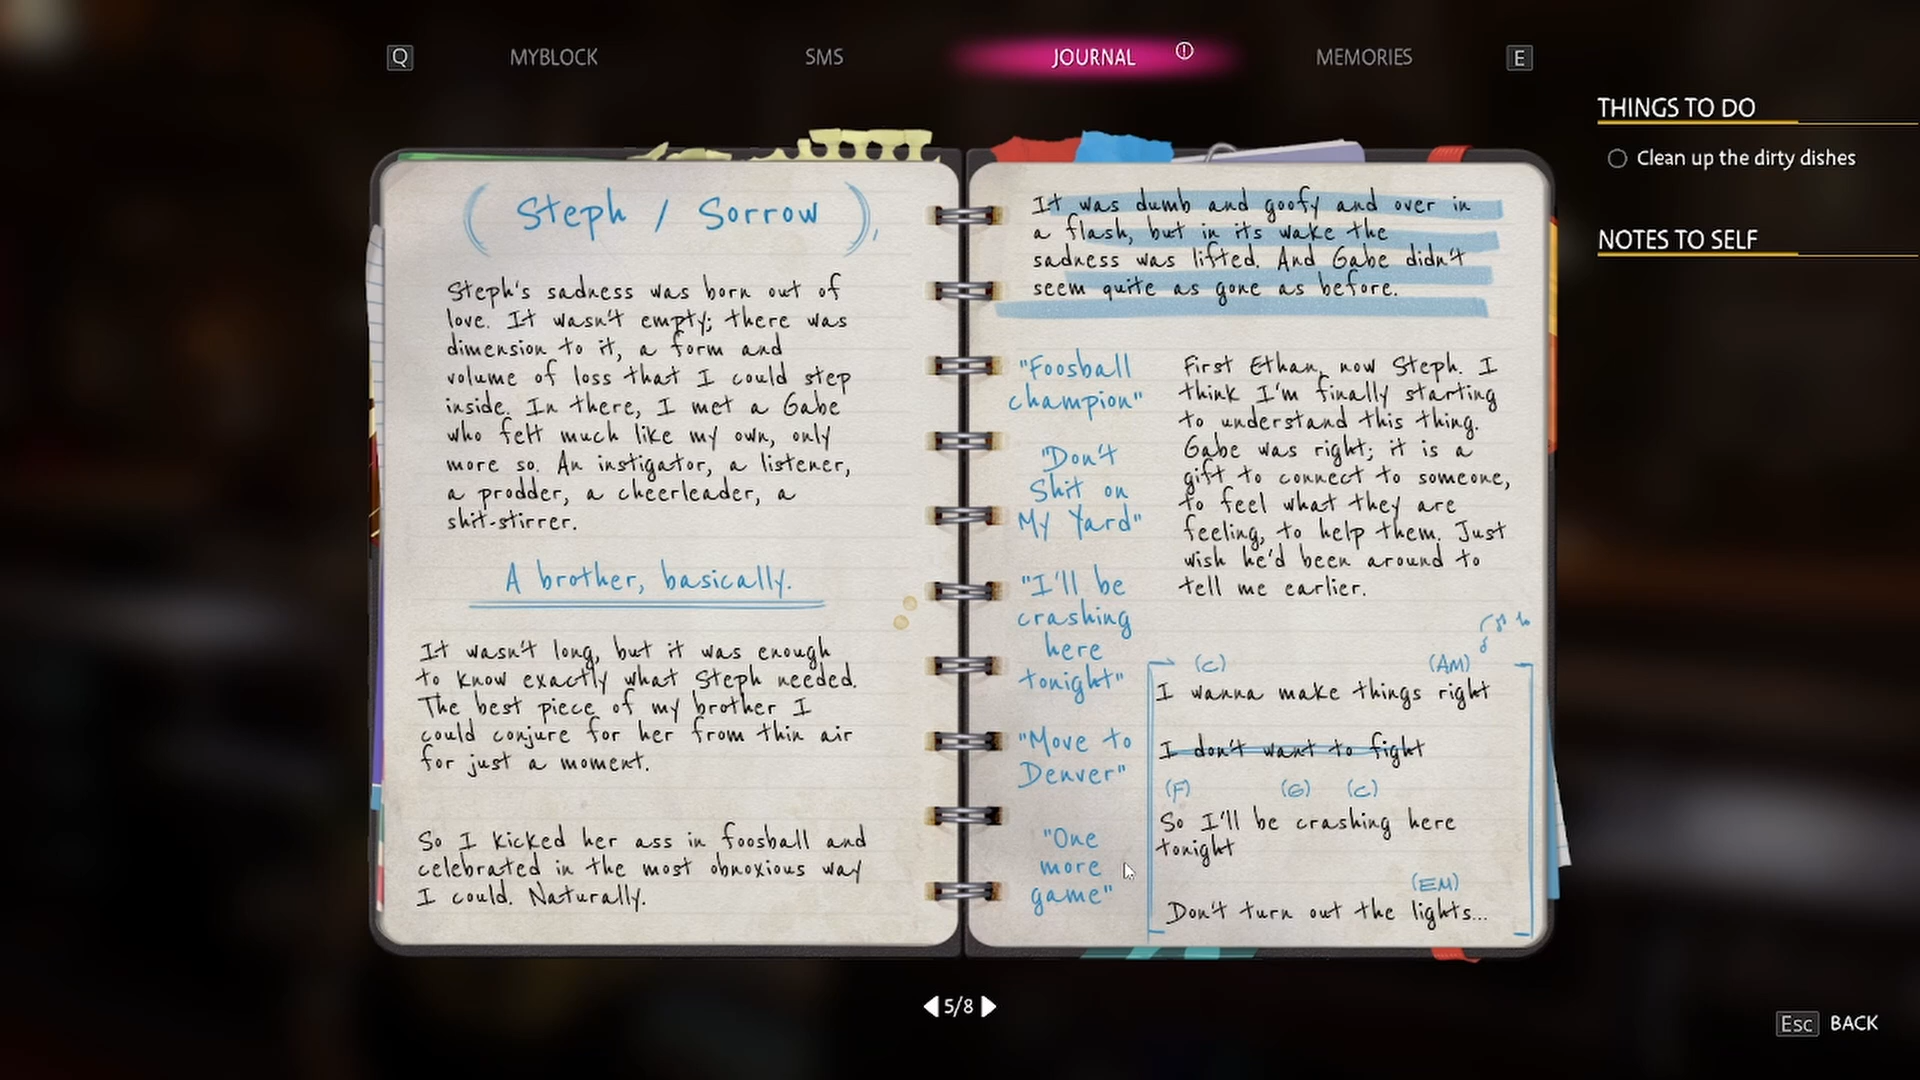 Q
MYBLOCK
SMS
JOURNAL
MEMORIES
E
THINGS TO DO
Clean up the dirty dishes
NOTES TO SELF
(Steph / Sorrow)
Steph's sadness was born out of
love. It wasn't empty; there was
dimension to it, a form and
volume of loss that I could step
inside. In there, I met a Gabe
who felt much like my own, only
more so. An instigator, a listener,
a prodder, a cheerleader, a
shit-stirrer.
A brother, basically.
It wasn't long, but it was enough
to know exactly what Steph needed.
The best piece of my brother I
could conjure for her from thin air
for just a moment.
So I kicked her ass in foosball and
celebrated in the most obnoxious way
I could. Naturally.
It was dumb and goofy and over in
a flash, but in its wake the
sadness was lifted. And Gabe didn't
seem quite as gone as before.
"Foosball
champion"
"Don't
Shit on
My Yard"
"I'll be
crashing
here
tonight"
"Move to
Denver"
"One
more
game"
First Ethan, now Steph. I
think I'm finally starting
to understand this thing.
Gabe was right; it is a
gift to connect to someone,
to feel what they are
feeling, to help them. Just
wish he'd been around to
tell me earlier.
(C) (AM)
I wanna make things right
I don't want to fight
(F) (G) (C)
So I'll be crashing here
tonight
(EM)
Don't turn out the lights...
5/8
Esc BACK